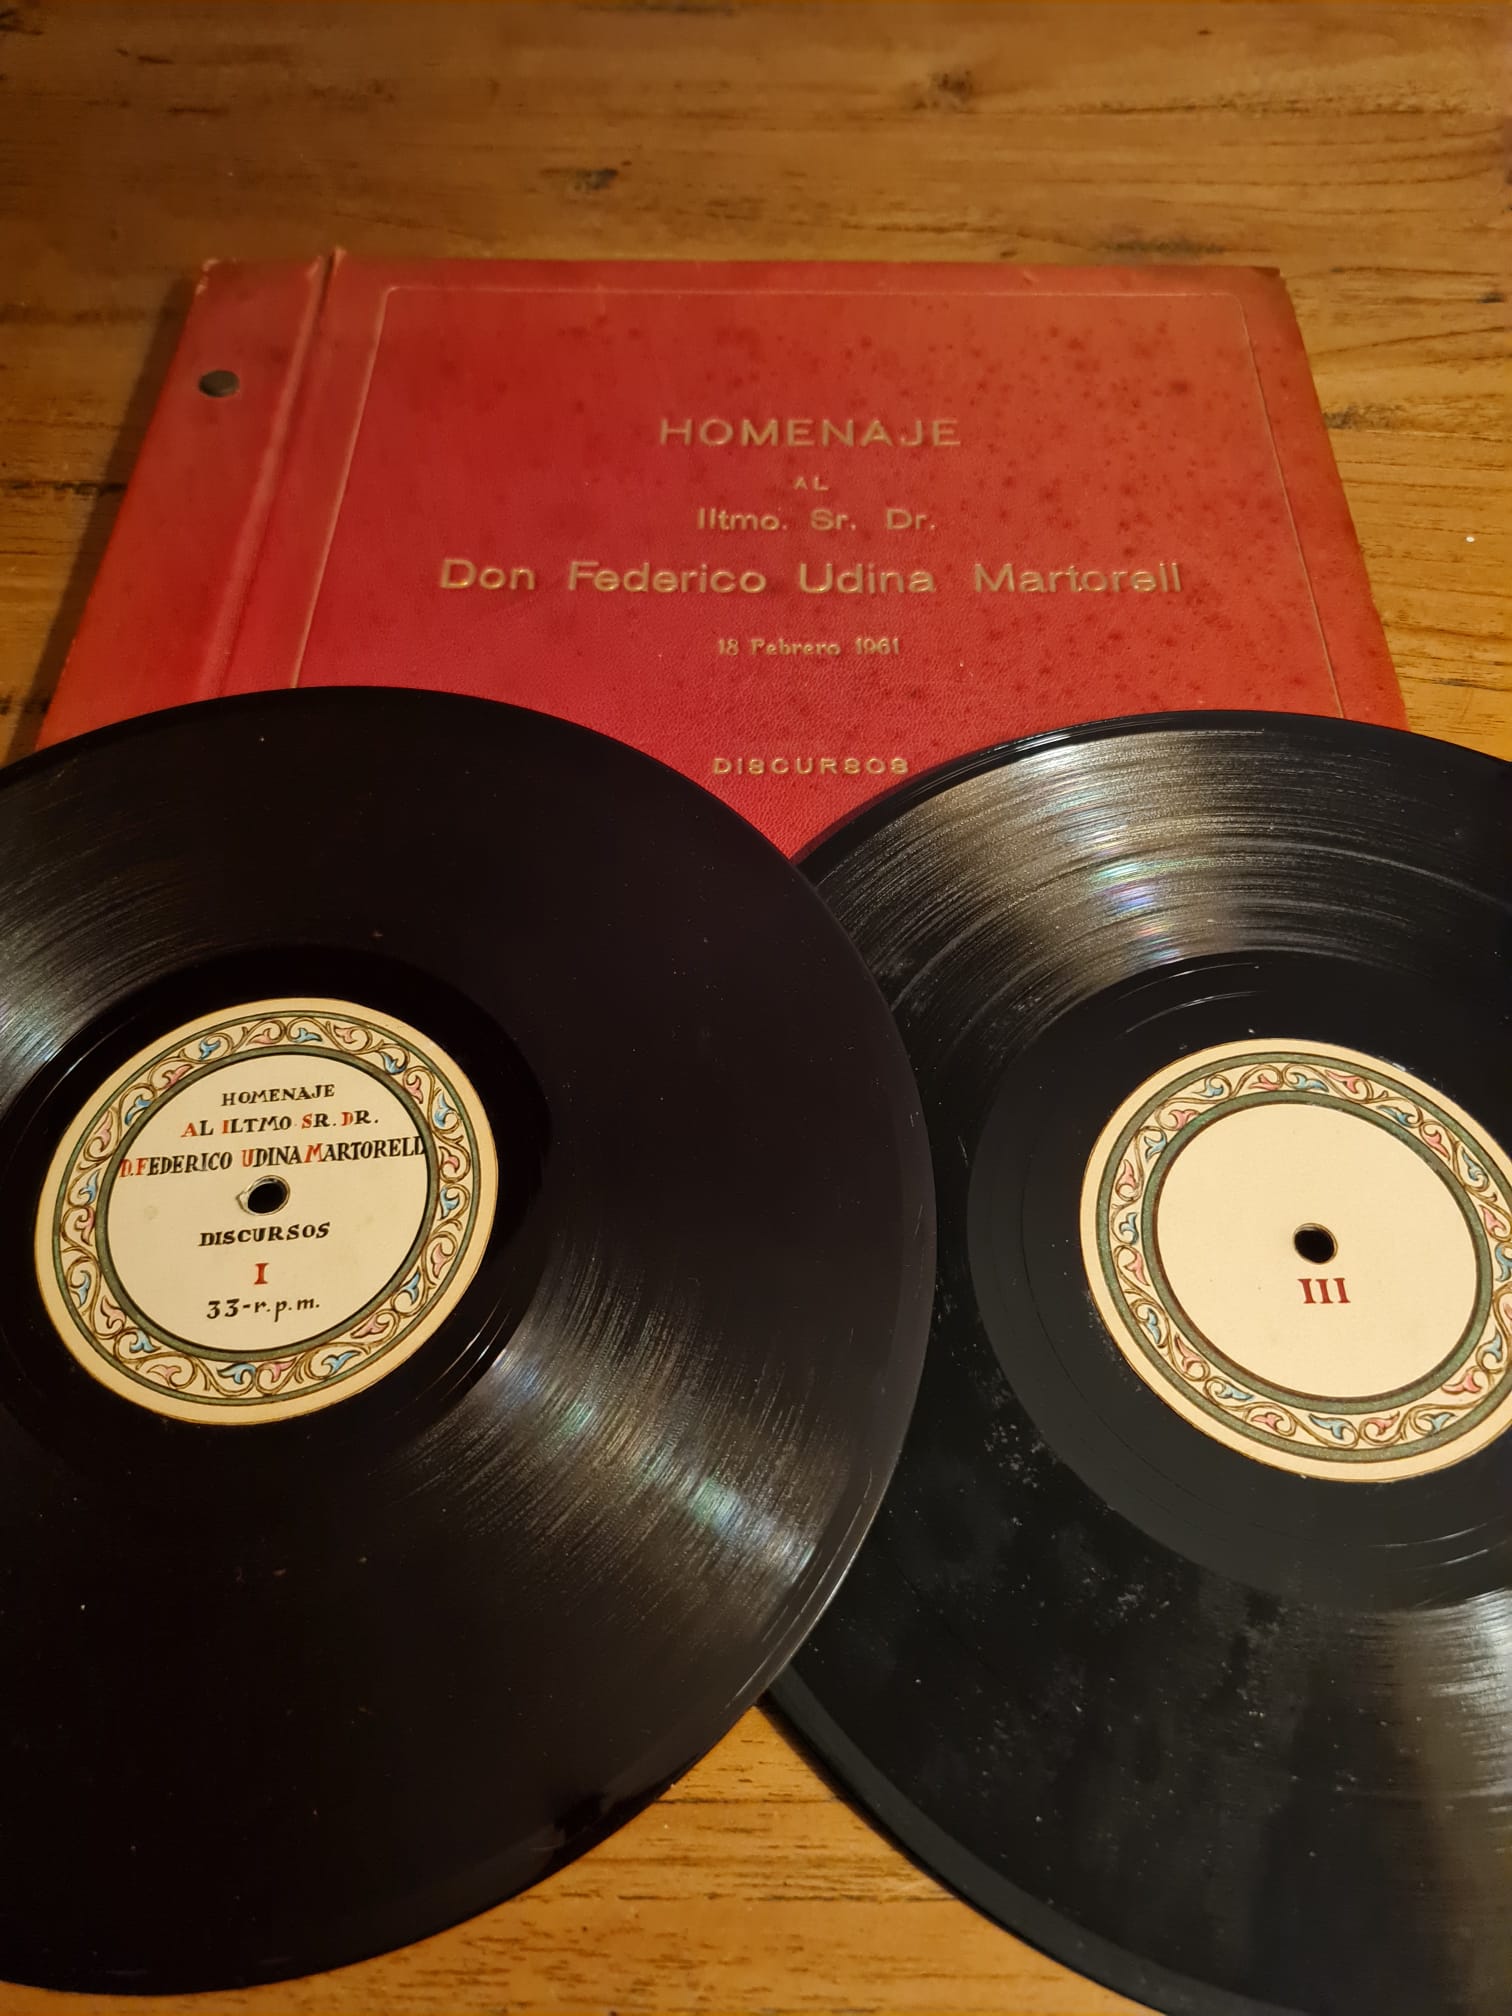 HOMENAJE
AL
Iltmo. Sr. Dr.
Don Federico Udina Martorell
18 Febrero 1961
DISCURSOS
HOMENAJE
AL ILTMO SR. DR.
D. FEDERICO UDINA MARTORELL
DISCURSOS
I
33-r.p.m.
III